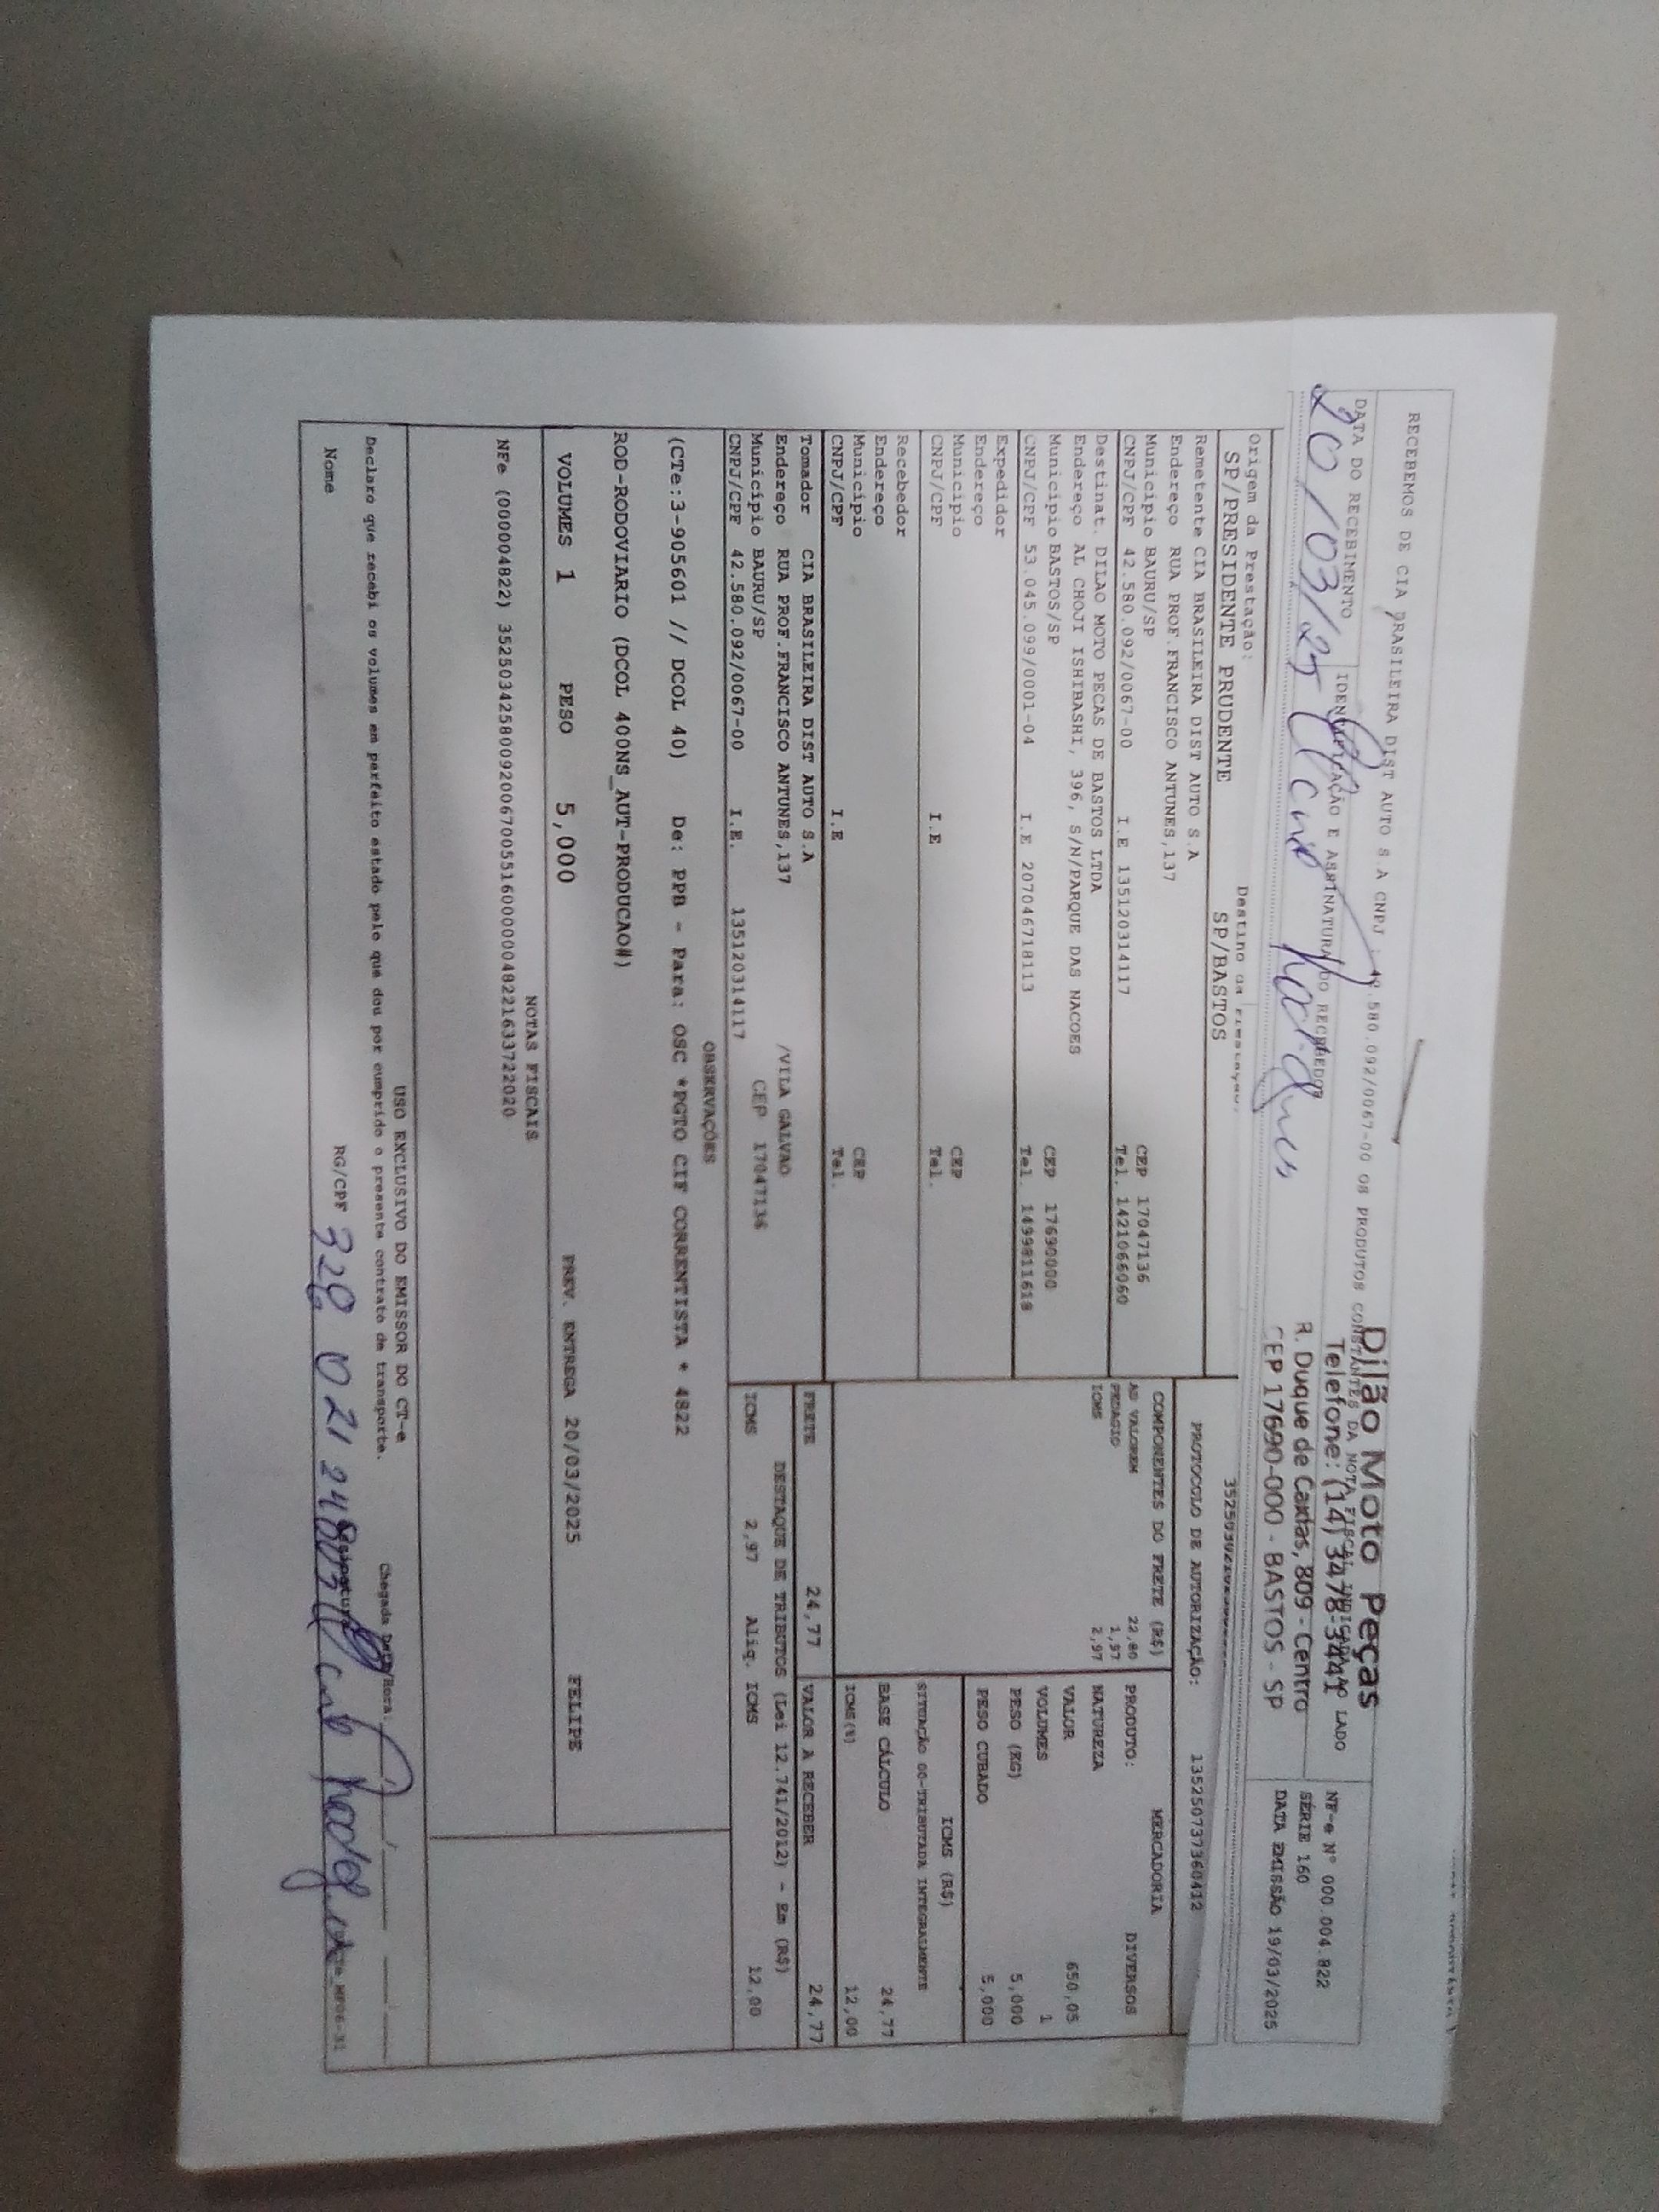 RECEBEMOS DE CIA BRASILEIRA DIST AUTO S.A CNPJ 42.580.092/0067-00 OS PRODUTOS CONSTANTES DA NOTA FISCAL INDICADA AO LADO
DATA DO RECEBIMENTO
IDENTIFICAÇÃO E ASSINATURA DO RECEBEDOR
20/03/25
Dilão Moto Peças
Telefone: (14) 3478-3441
R. Duque de Caxias, 809 - Centro
CEP 17690-000 - BASTOS - SP
NF-e Nº 000.004.822
SÉRIE 160
DATA EMISSÃO 19/03/2025
Origem da Prestação:
SP/PRESIDENTE PRUDENTE
Destino da Prestação:
SP/BASTOS
PROTOCOLO DE AUTORIZAÇÃO: 135250737360412
Remetente CIA BRASILEIRA DIST AUTO S.A
Endereço RUA PROF.FRANCISCO ANTUNES,137
Município BAURU/SP CEP 17047136
CNPJ/CPF 42.580.092/0067-00 I.E 135120314117 Tel. 1421066060
Destinat. DILAO MOTO PECAS DE BASTOS LTDA
Endereço AL CHOJI ISHIBASHI, 396, S/N/PARQUE DAS NACOES
Município BASTOS/SP CEP 17690000
CNPJ/CPF 53.045.099/0001-04 I.E 207046718113 Tel. 1499811618
Expedidor
Endereço
Município CEP
CNPJ/CPF I.E Tel.
Recebedor
Endereço
Município CEP
CNPJ/CPF I.E Tel.
Tomador CIA BRASILEIRA DIST AUTO S.A
Endereço RUA PROF.FRANCISCO ANTUNES,137 /VILA GALVAO
Município BAURU/SP CEP 17047136
CNPJ/CPF 42.580.092/0067-00 I.E. 135120314117
COMPONENTES DO FRETE (R$)
AD VALOREM 22,80
PEDAGIO 1,97
ICMS 2,97
MERCADORIA
PRODUTO: DIVERSOS
NATUREZA
VALOR 650,05
VOLUMES 1
PESO (KG) 5,000
PESO CUBADO 5,000
ICMS (R$)
SITUAÇÃO 00-TRIBUTADA INTEGRALMENTE
BASE CÁLCULO 24,77
ICMS(%) 12,00
FRETE 24,77
VALOR A RECEBER 24,77
DESTAQUE DE TRIBUTOS (Lei 12.741/2012) - Em (R$)
ICMS 2,97 Aliq. ICMS 12,00
OBSERVAÇÕES
(CTe:3-905601 // DCOL 40) De: PPB - Para: OSC *PGTO CIF CORRENTISTA * 4822
ROD-RODOVIARIO (DCOL 400NS_AUT-PRODUCAO#)
VOLUMES 1 PESO 5,000 PREV. ENTREGA 20/03/2025 FELIPE
NOTAS FISCAIS
NFe (000004822) 35250342580092006700551600000048221633722020
USO EXCLUSIVO DO EMISSOR DO CT-e
Declaro que recebi os volumes em perfeito estado pelo que dou por cumprido o presente contrato de transporte.
Chegada Data/Hora:
Nome
RG/CPF
Assinatura